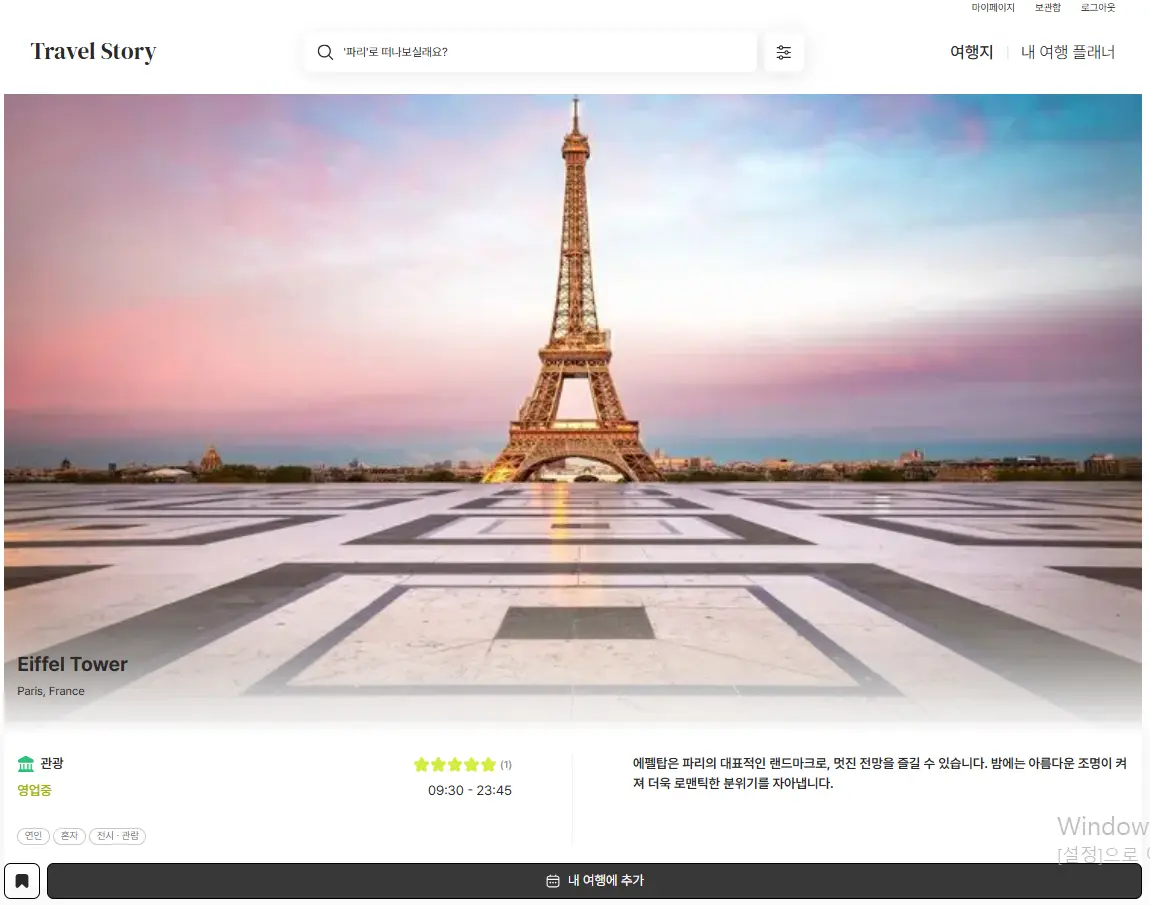 마이페이지 보관함 로그아웃
Travel Story
'파리'로 떠나보실래요?
여행지
내 여행 플래너
Eiffel Tower
Paris, France
관광
(1)
영업중
09:30 - 23:45
연인
혼자
전시 · 관람
에펠탑은 파리의 대표적인 랜드마크로, 멋진 전망을 즐길 수 있습니다. 밤에는 아름다운 조명이 켜
져 더욱 로맨틱한 분위기를 자아냅니다.
Window
[설정]으로
내 여행에 추가